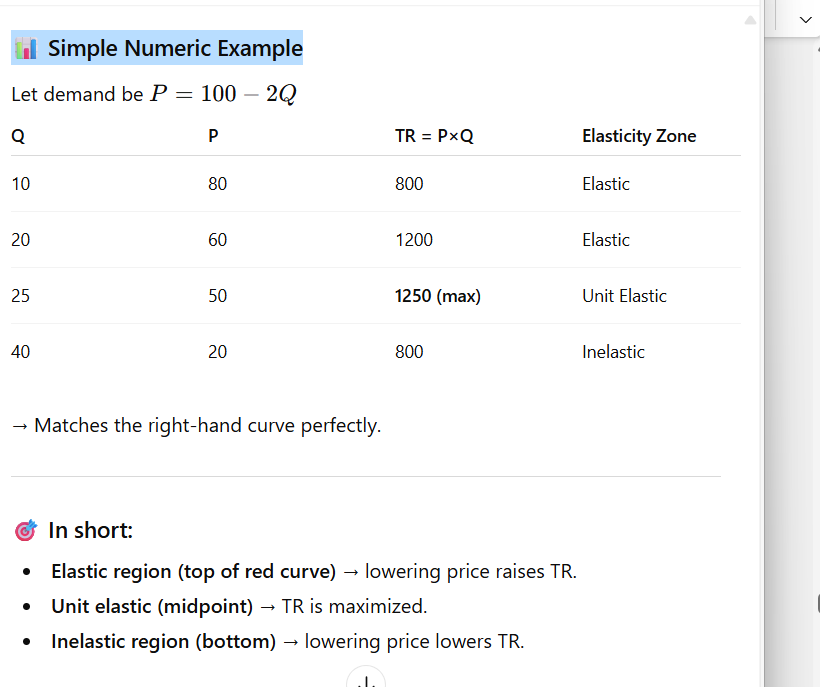 Simple Numeric Example
Let demand be P = 100 − 2Q
Q P TR = P×Q Elasticity Zone
10 80 800 Elastic
20 60 1200 Elastic
25 50 1250 (max) Unit Elastic
40 20 800 Inelastic
→ Matches the right-hand curve perfectly.
In short:
• Elastic region (top of red curve) → lowering price raises TR.
• Unit elastic (midpoint) → TR is maximized.
• Inelastic region (bottom) → lowering price lowers TR.